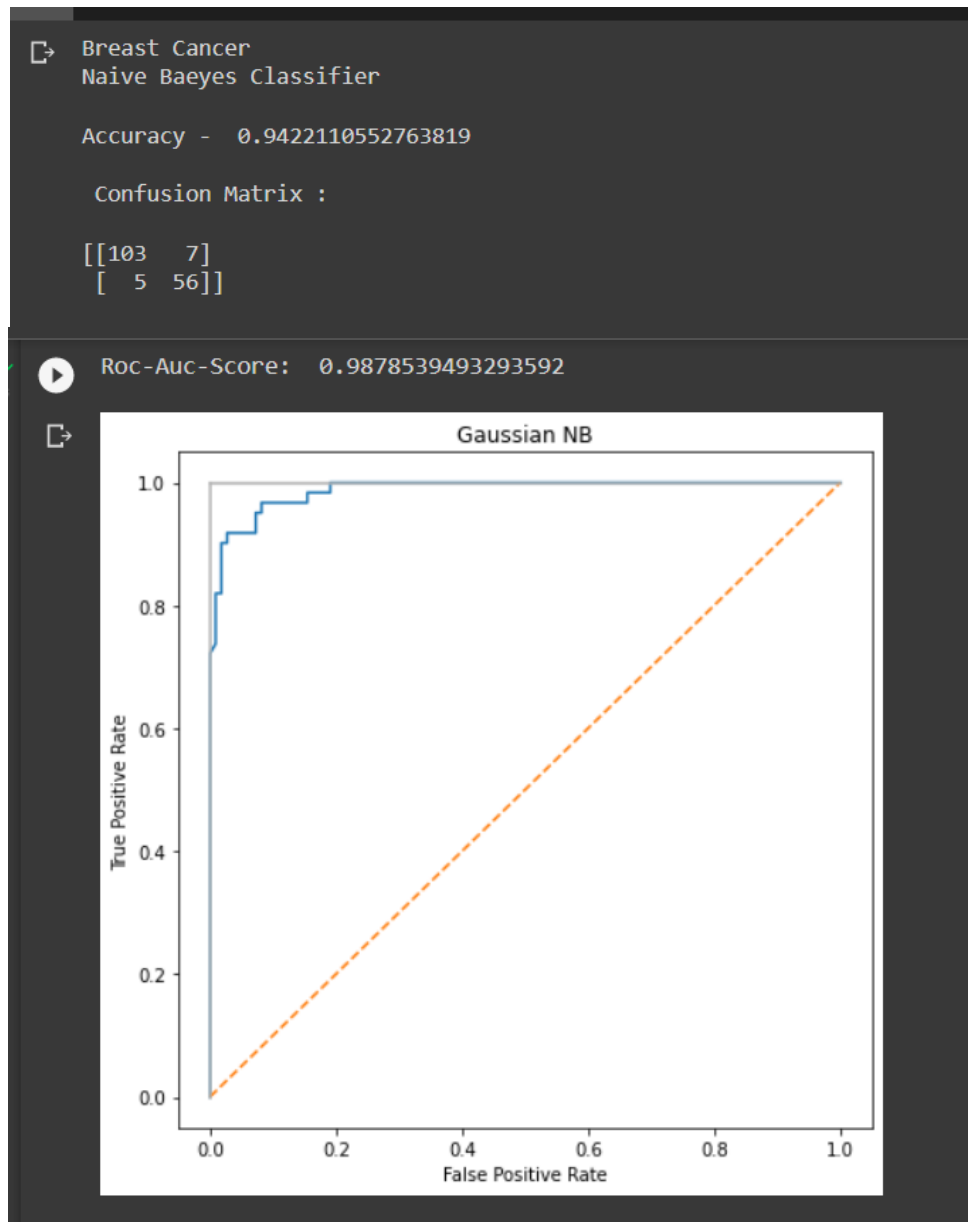 Breast Cancer
Naive Baeyes Classifier
Accuracy -  0.9422110552763819
Confusion Matrix :
[[103   7]
[  5  56]]
Roc-Auc-Score:  0.9878539493293592
Gaussian NB
1.0
0.8
0.6
0.4
0.2
0.0
True Positive Rate
0.0 0.2 0.4 0.6 0.8 1.0
False Positive Rate